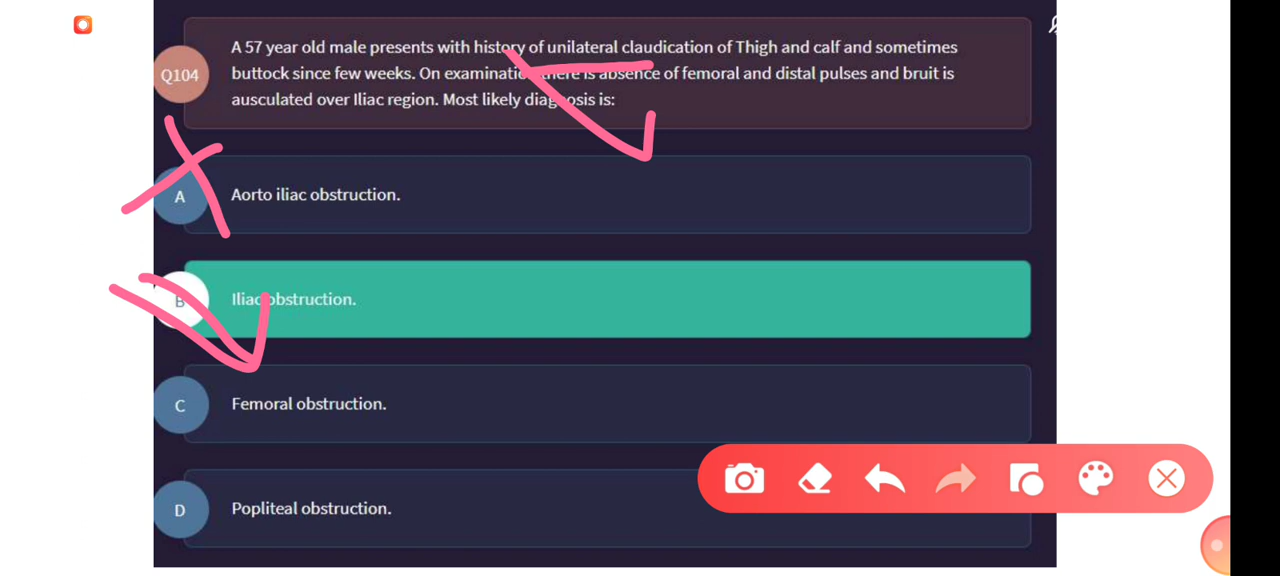 A 57 year old male presents with history of unilateral claudication of Thigh and calf and sometimes
Q104
buttock since few weeks. On examination there is absence of femoral and distal pulses and bruit is
ausculated over Iliac region. Most likely diagnosis is:
A
Aorto iliac obstruction.
B
Iliac obstruction.
C
Femoral obstruction.
D
Popliteal obstruction.